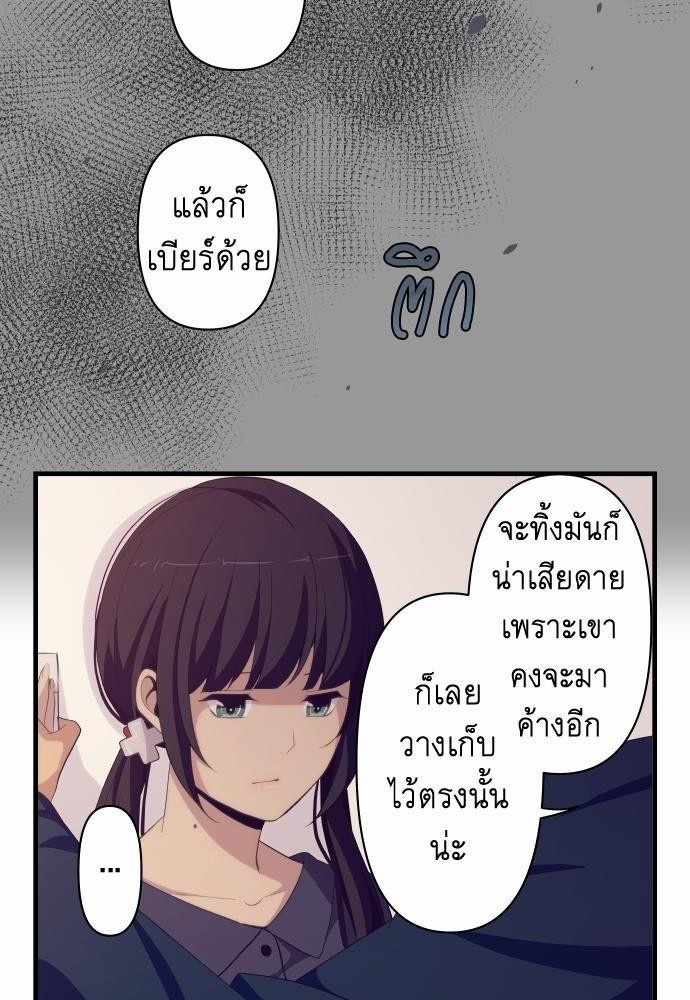 แล้วก็
เบียร์ด้วย
ตึก
จะทิ้งมันก็
น่าเสียดาย
เพราะเขา
คงจะมา
ค้างอีก
ก็เลย
วางเก็บ
ไว้ตรงนั้น
น่ะ
...